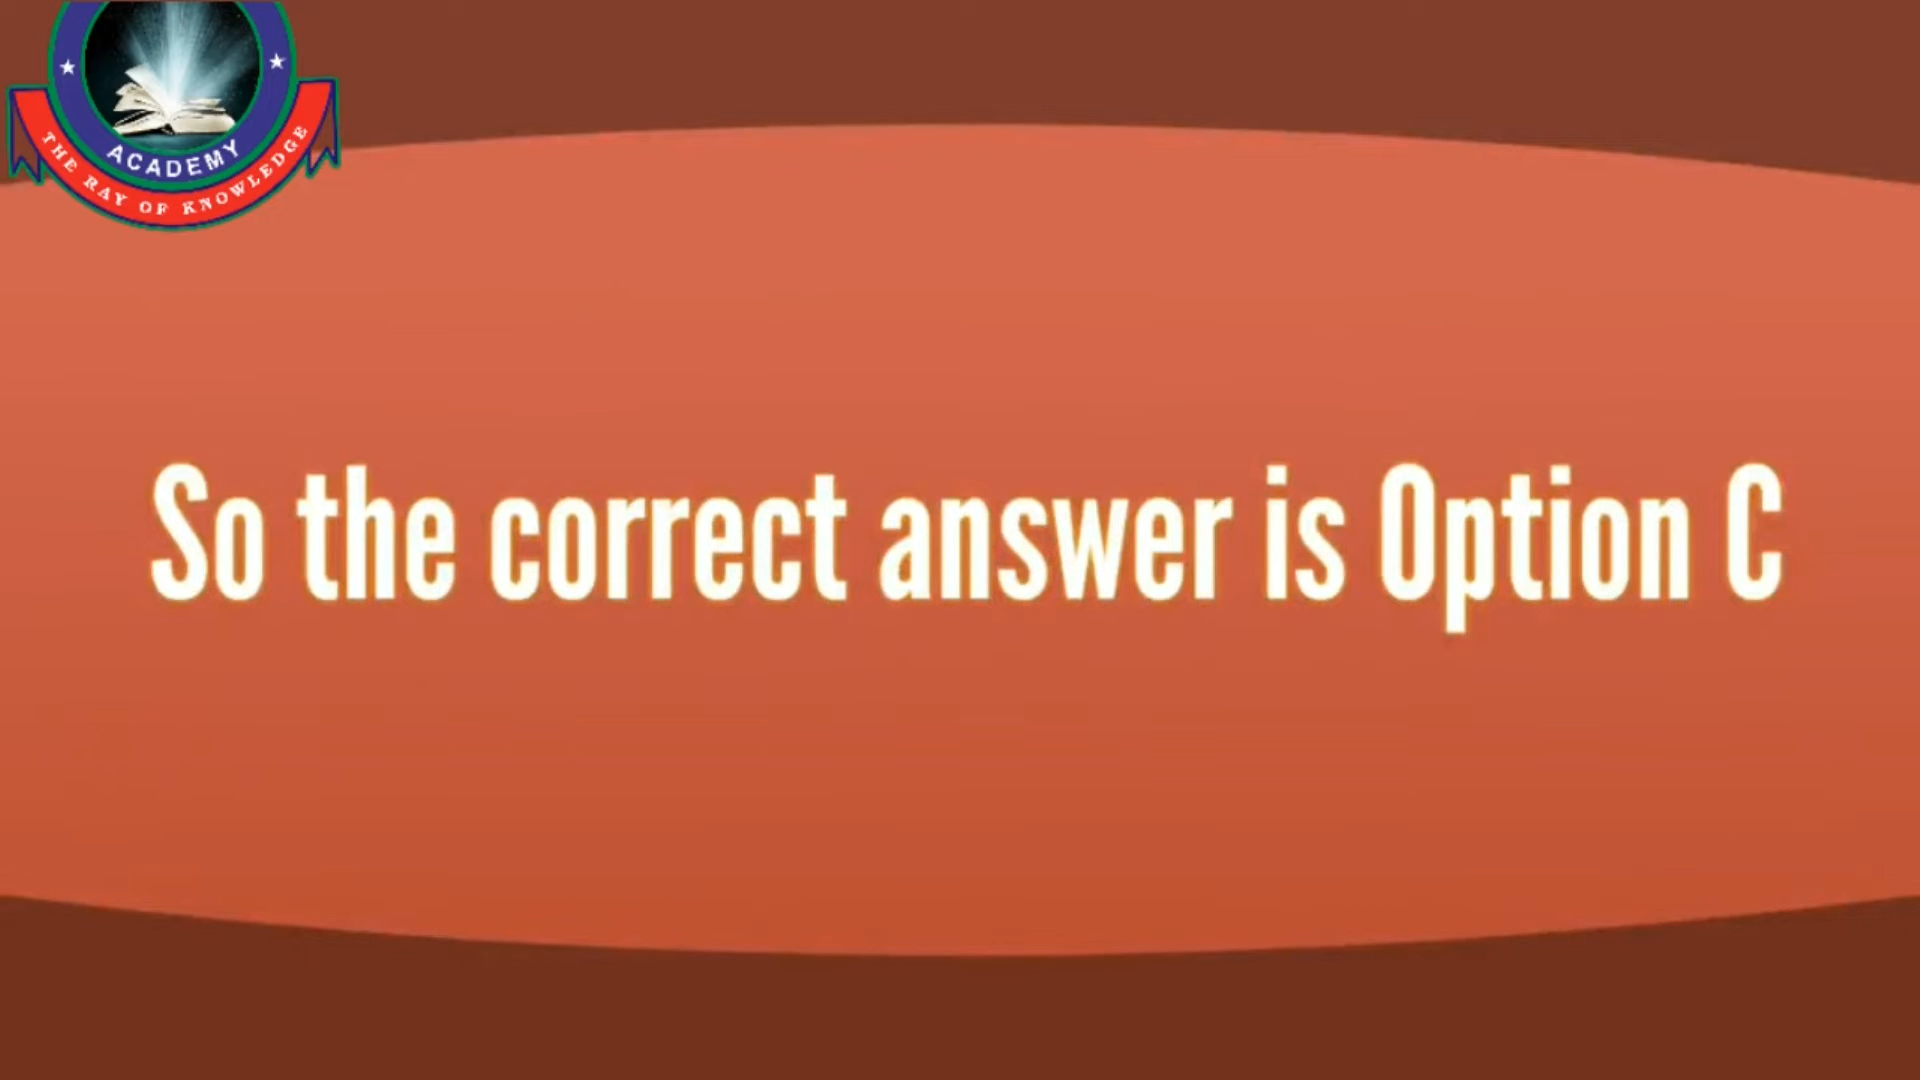 ACADEMY
THE RAY OF KNOWLEDGE
So the correct answer is Option C